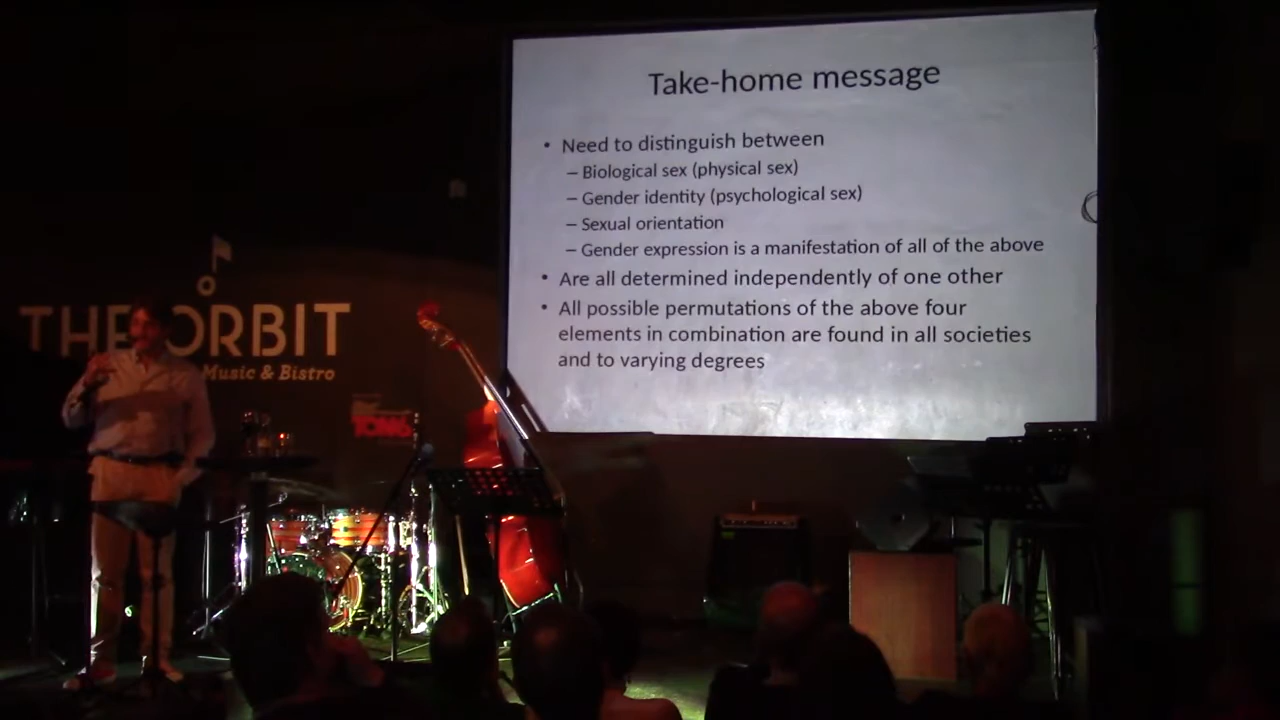 Take-home message
• Need to distinguish between
– Biological sex (physical sex)
– Gender identity (psychological sex)
– Sexual orientation
– Gender expression is a manifestation of all of the above
• Are all determined independently of one other
• All possible permutations of the above four
elements in combination are found in all societies
and to varying degrees
THE ORBIT
Music & Bistro